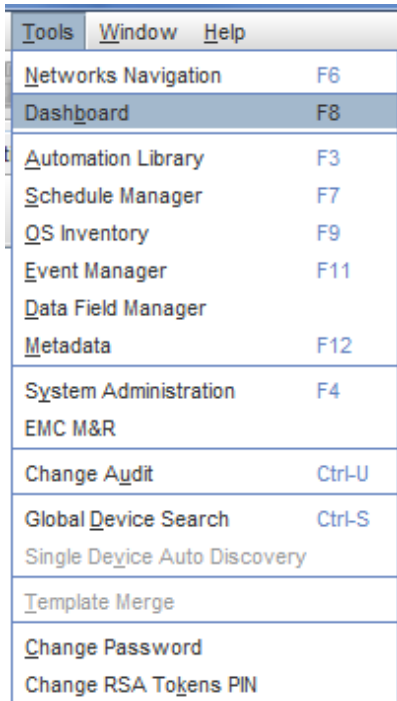 Tools Window Help
Networks Navigation F6
Dashboard F8
Automation Library F3
Schedule Manager F7
OS Inventory F9
Event Manager F11
Data Field Manager
Metadata F12
System Administration F4
EMC M&R
Change Audit Ctrl-U
Global Device Search Ctrl-S
Single Device Auto Discovery
Template Merge
Change Password
Change RSA Tokens PIN